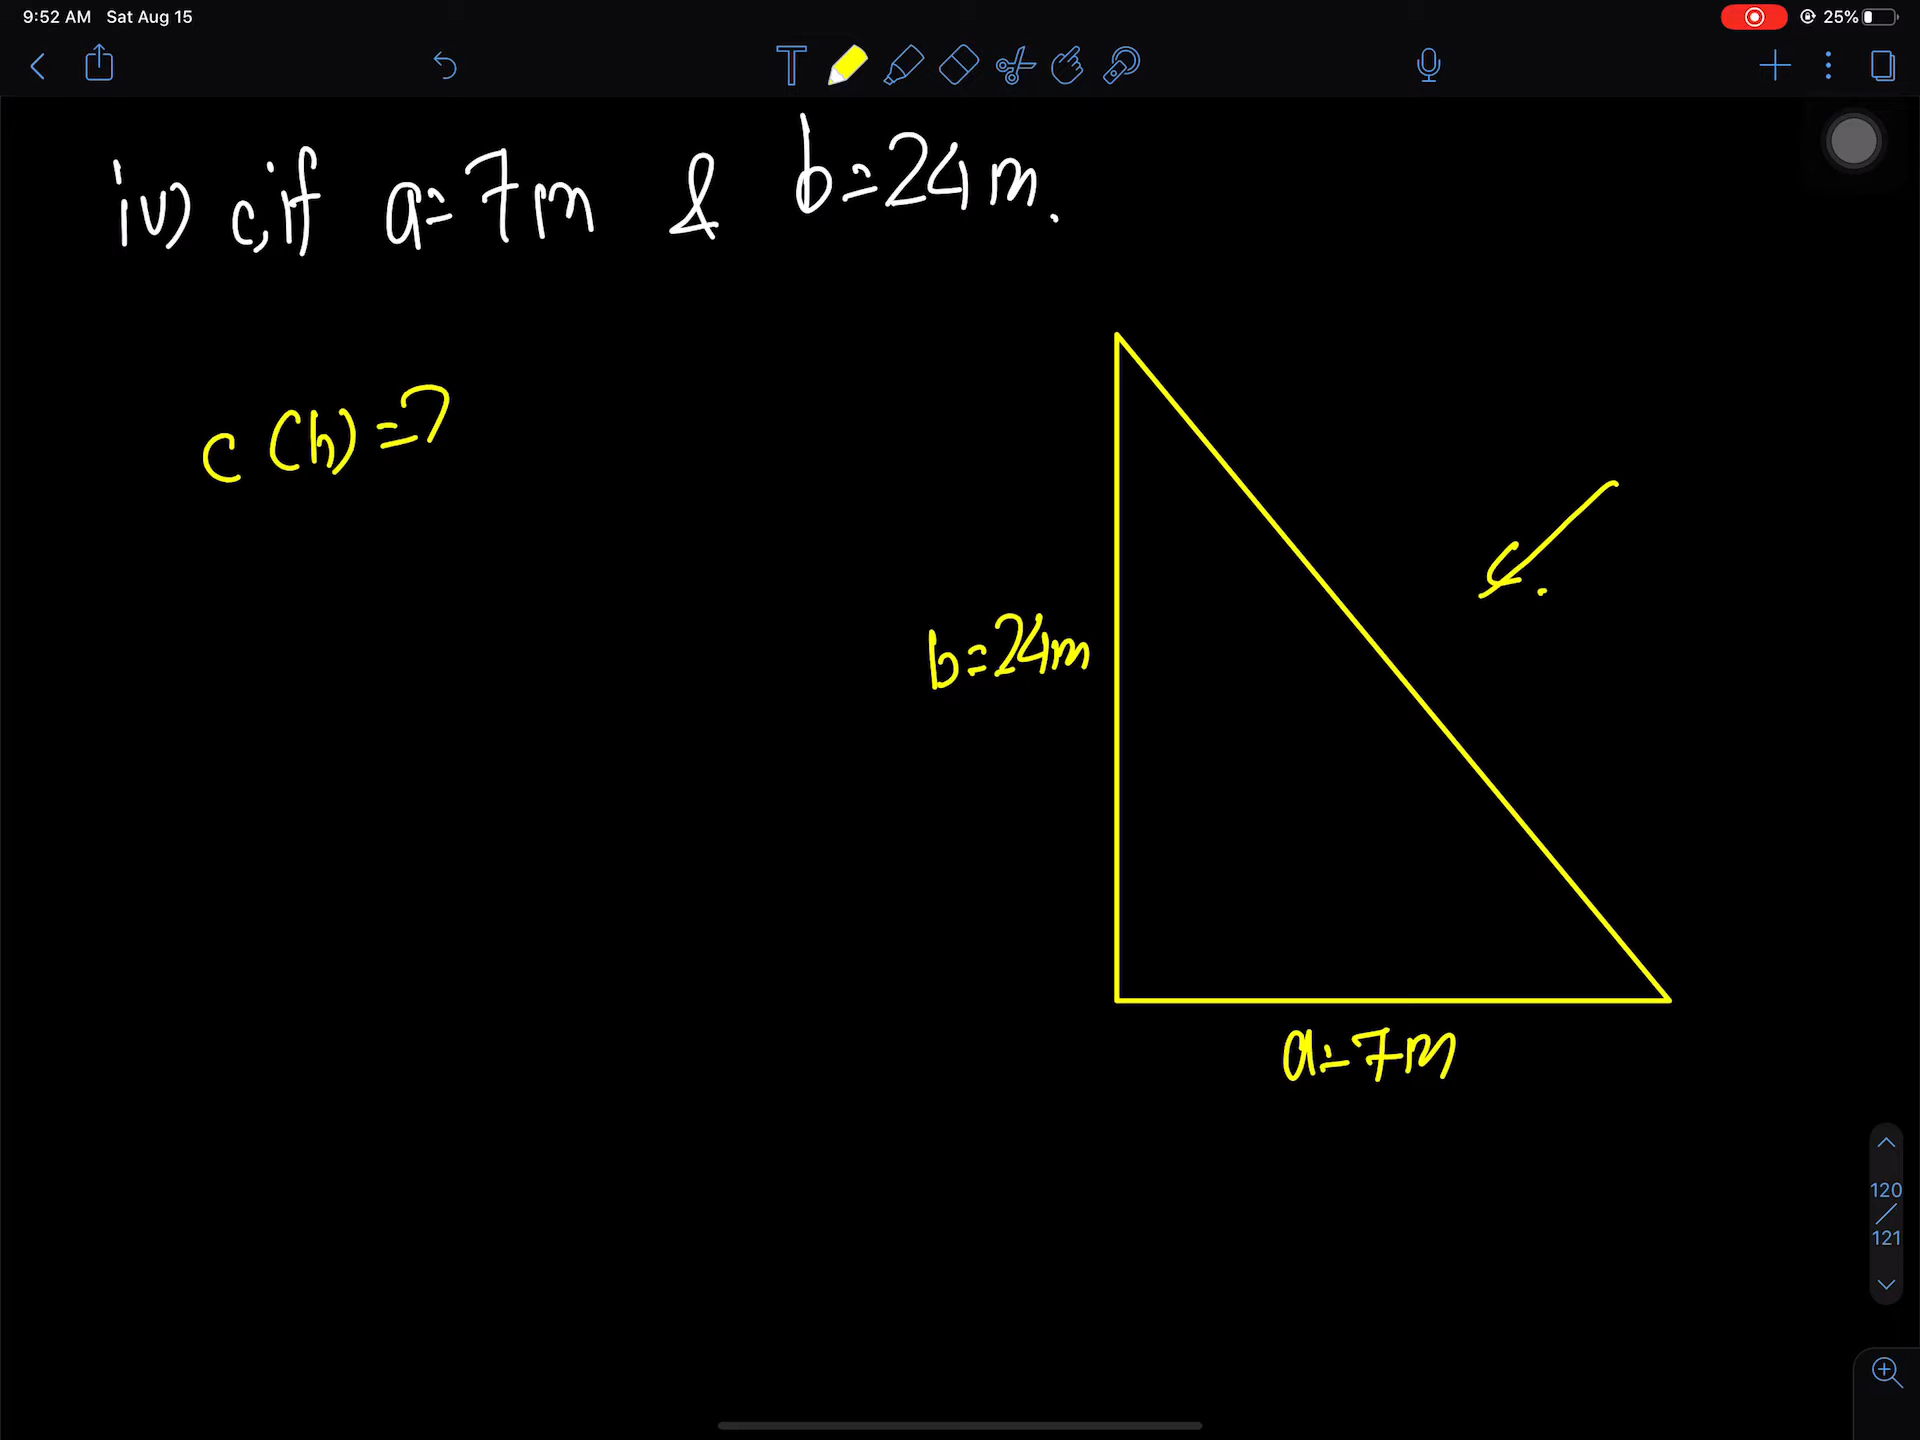 9:52 AM Sat Aug 15
25%
T
iv) c, if a=7m & b=24m.
c (h) =?
c.
b=24m
a=7m
120
/
121